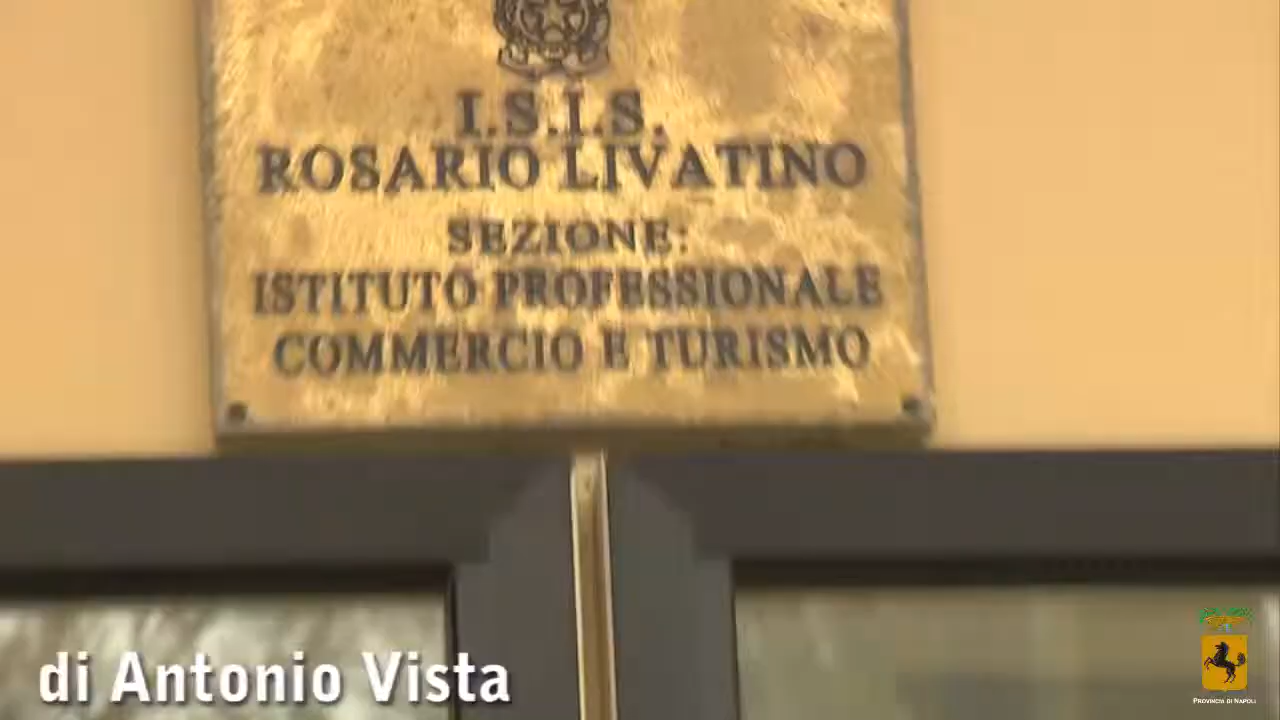 I.S.I.S.
ROSARIO LIVATINO
SEZIONE:
ISTITUTO PROFESSIONALE
COMMERCIO E TURISMO
di Antonio Vista
PROVINCIA DI NAPOLI